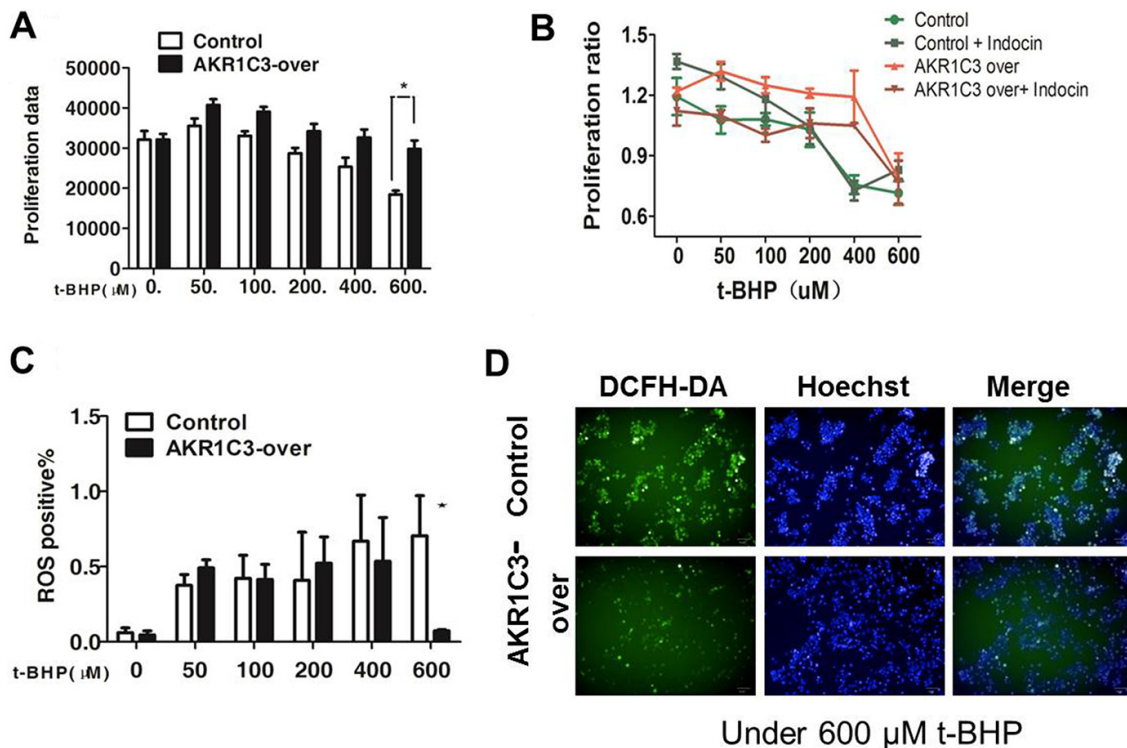 A
Control
AKR1C3-over
Proliferation data
50000
40000
30000
20000
10000
0
*
t-BHP(μM) 0. 50. 100. 200. 400. 600.
B
Control
Control + Indocin
AKR1C3 over
AKR1C3 over+ Indocin
Proliferation ratio
1.5
1.2
0.9
0.6
0 50 100 200 400 600
t-BHP (uM)
C
Control
AKR1C3-over
ROS positive%
1.5
1.0
0.5
0.0
*
t-BHP(μM) 0 50 100 200 400 600
D
DCFH-DA Hoechst Merge
Control
AKR1C3-over
Under 600 μM t-BHP